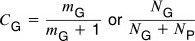 C_G = m_G / (m_G + 1) or N_G / (N_G + N_P)